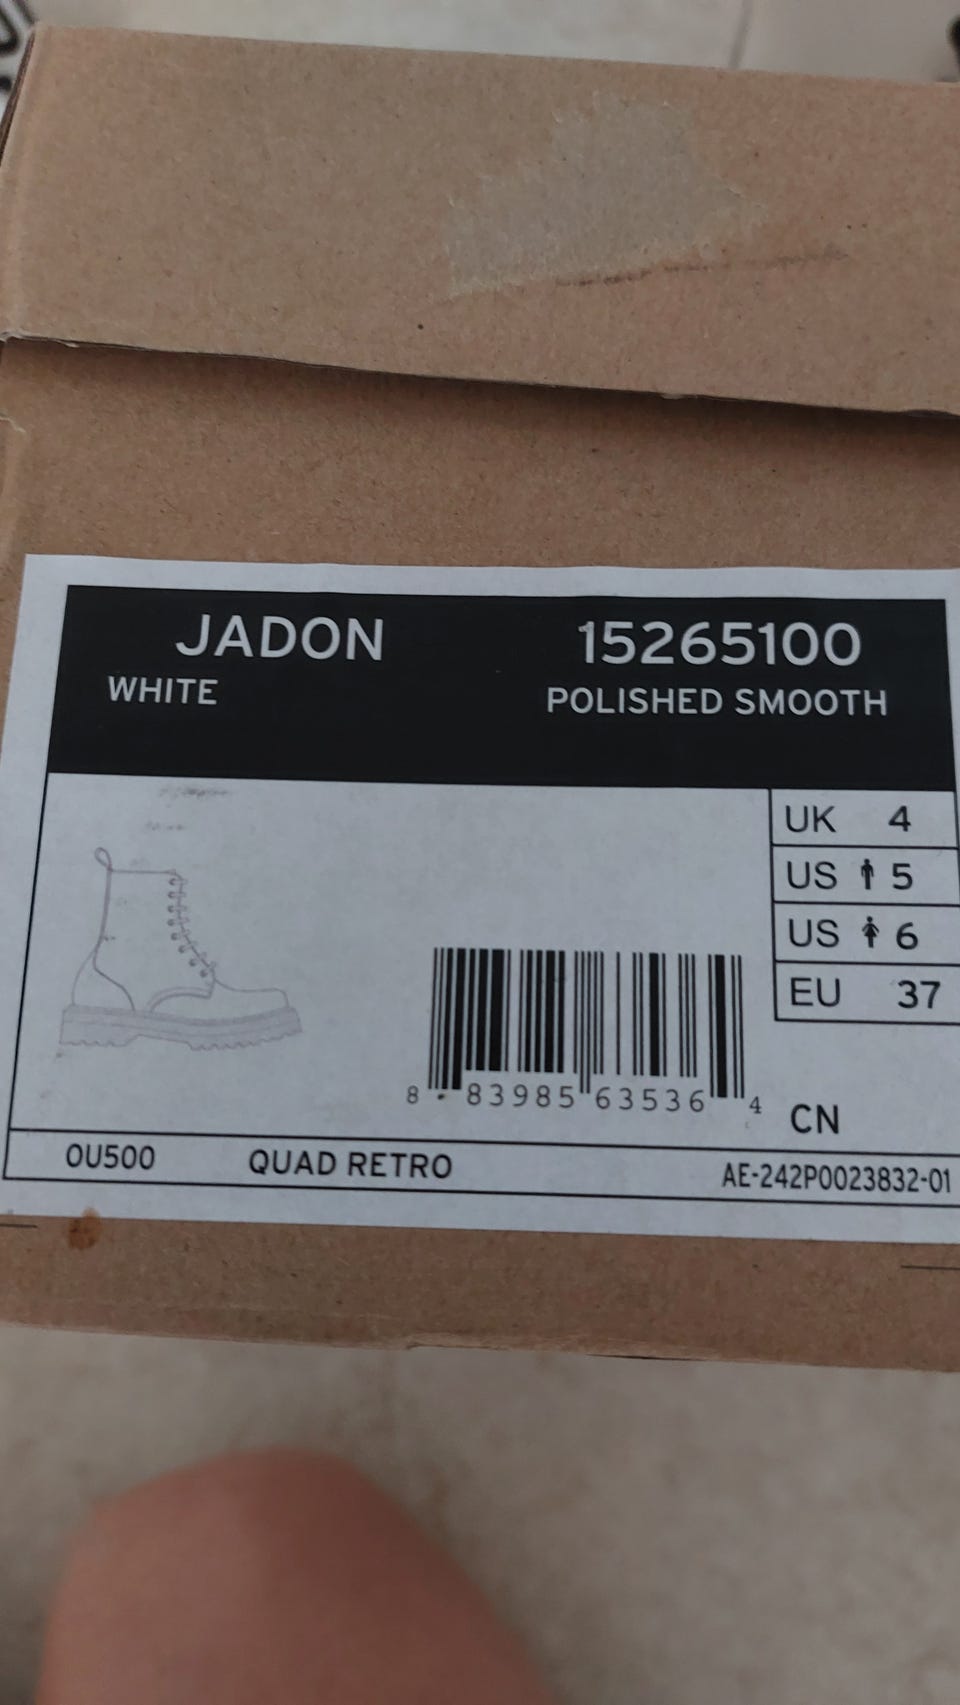 JADON 15265100
WHITE POLISHED SMOOTH
UK 4
US 5
US 6
EU 37
8 83985 63536 4
CN
OU500 QUAD RETRO AE-242P0023832-01